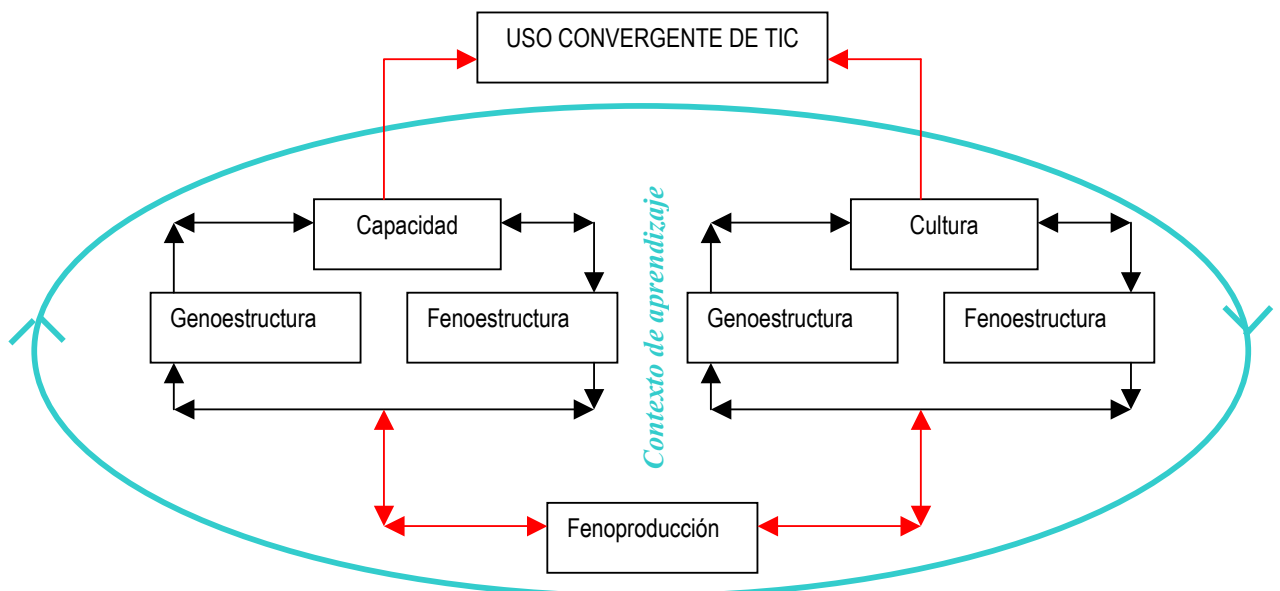 USO CONVERGENTE DE TIC
Capacidad
Cultura
Contexto de aprendizaje
Genoestructura
Fenoestructura
Genoestructura
Fenoestructura
Fenoproducción